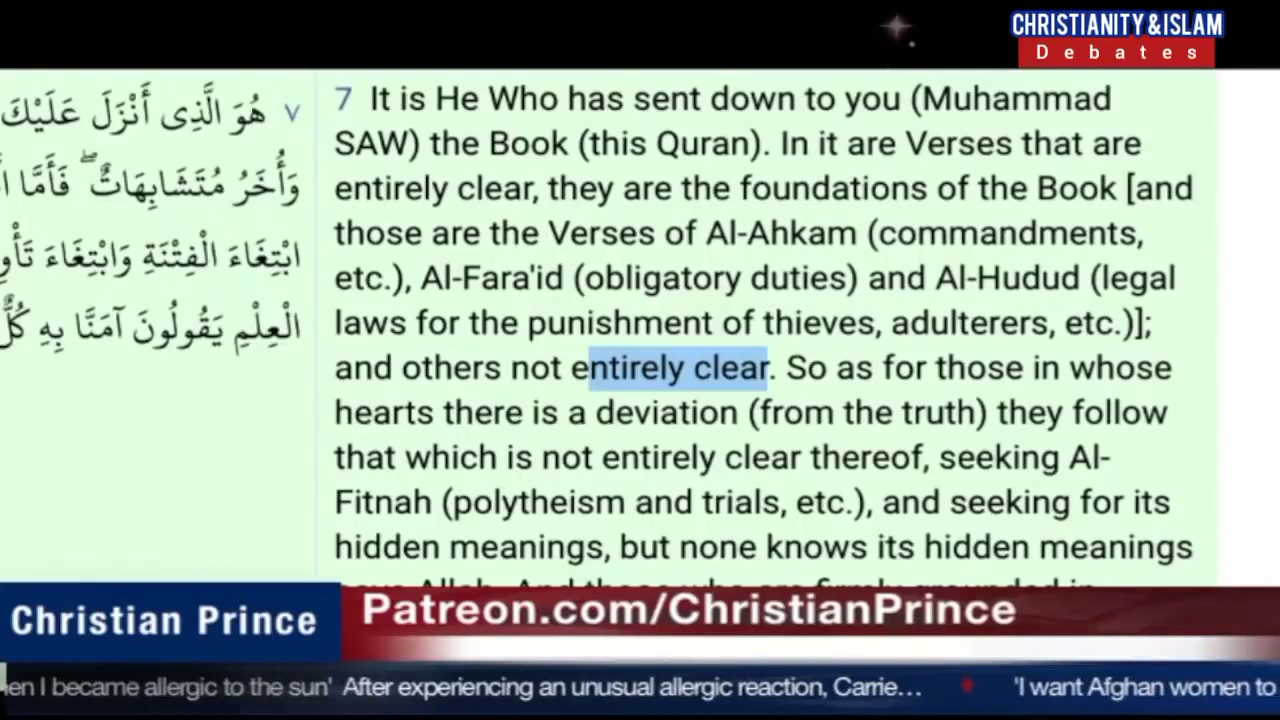 CHRISTIANITY & ISLAM
Debates
٧ هُوَ الَّذِى أَنْزَلَ عَلَيْكَ
وَأُخَرُ مُتَشَابِهَاتٌ ۖ فَأَمَّا
ابْتِغَاءَ الْفِتْنَةِ وَابْتِغَاءَ
الْعِلْمِ يَقُولُونَ آمَنَّا بِهِ كُلٌّ
7 It is He Who has sent down to you (Muhammad
SAW) the Book (this Quran). In it are Verses that are
entirely clear, they are the foundations of the Book [and
those are the Verses of Al-Ahkam (commandments,
etc.), Al-Fara'id (obligatory duties) and Al-Hudud (legal
laws for the punishment of thieves, adulterers, etc.)];
and others not entirely clear. So as for those in whose
hearts there is a deviation (from the truth) they follow
that which is not entirely clear thereof, seeking Al-
Fitnah (polytheism and trials, etc.), and seeking for its
hidden meanings, but none knows its hidden meanings
Christian Prince
Patreon.com/ChristianPrince
I became allergic to the sun' After experiencing an unusual allergic reaction, Carrie... 'I want Afghan women to